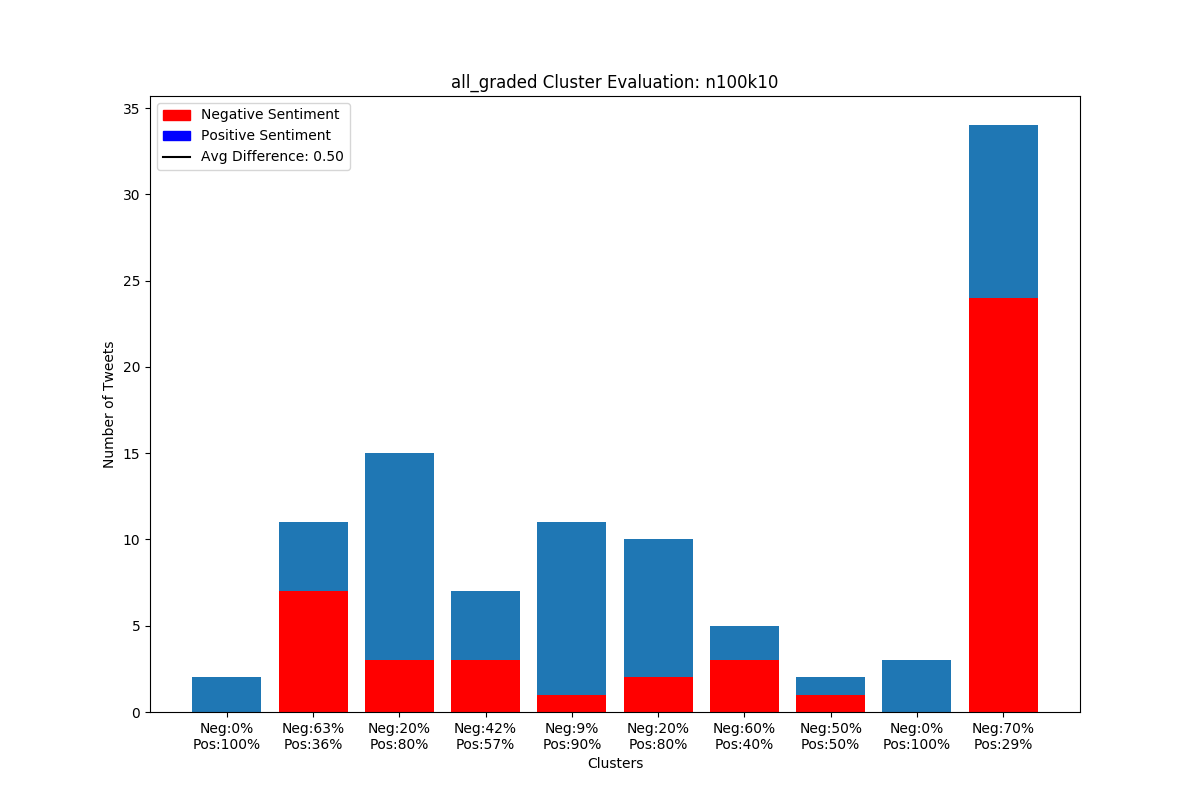 all_graded Cluster Evaluation: n100k10
Negative Sentiment
Positive Sentiment
Avg Difference: 0.50
35
30
25
20
15
10
5
0
Number of Tweets
Neg:0% Neg:63% Neg:20% Neg:42% Neg:9% Neg:20% Neg:60% Neg:50% Neg:0% Neg:70%
Pos:100% Pos:36% Pos:80% Pos:57% Pos:90% Pos:80% Pos:40% Pos:50% Pos:100% Pos:29%
Clusters